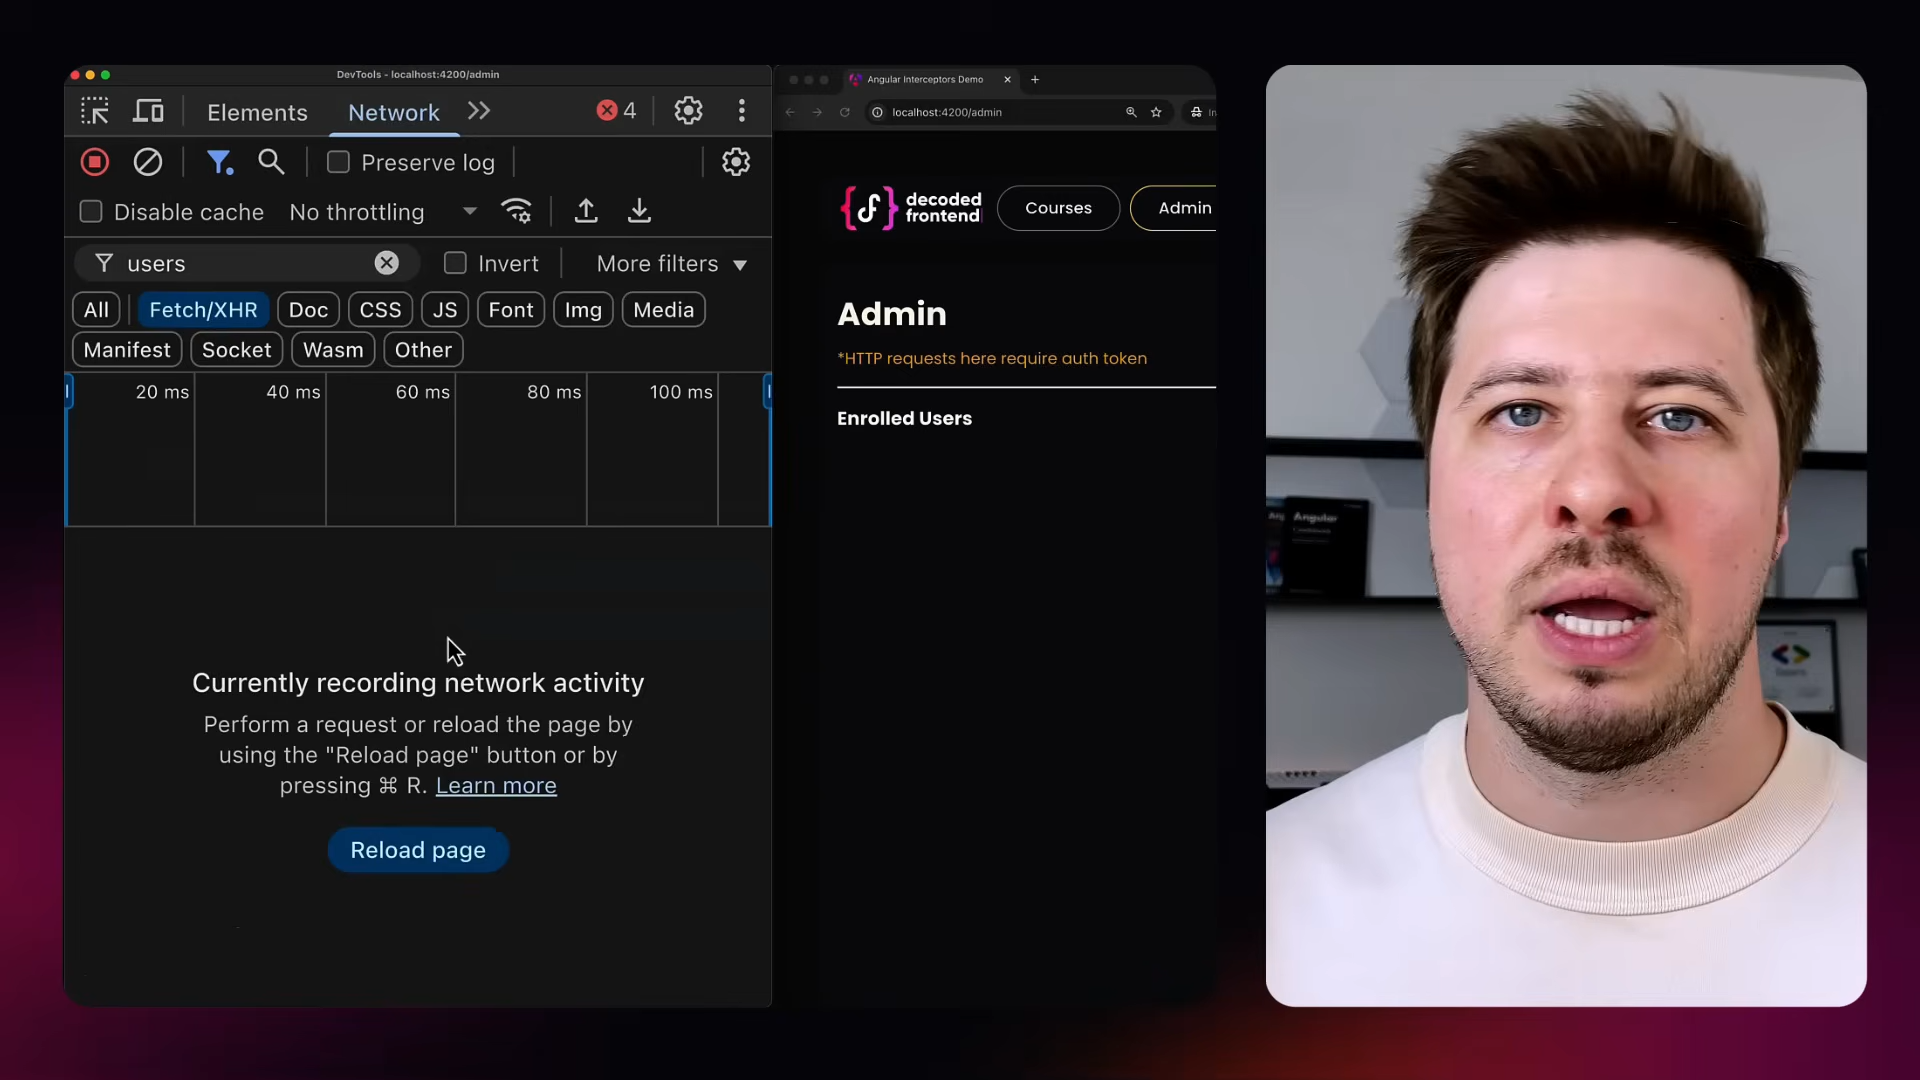 DevTools - localhost:4200/admin
Elements
Network
4
Preserve log
Disable cache
No throttling
users
Invert
More filters
All
Fetch/XHR
Doc
CSS
JS
Font
Img
Media
Manifest
Socket
Wasm
Other
20 ms
40 ms
60 ms
80 ms
100 ms
Currently recording network activity
Perform a request or reload the page by
using the "Reload page" button or by
pressing ⌘ R. Learn more
Reload page
Angular Interceptors Demo
localhost:4200/admin
In
{df} decoded
frontend
Courses
Admin
Admin
*HTTP requests here require auth token
Enrolled Users
Angular